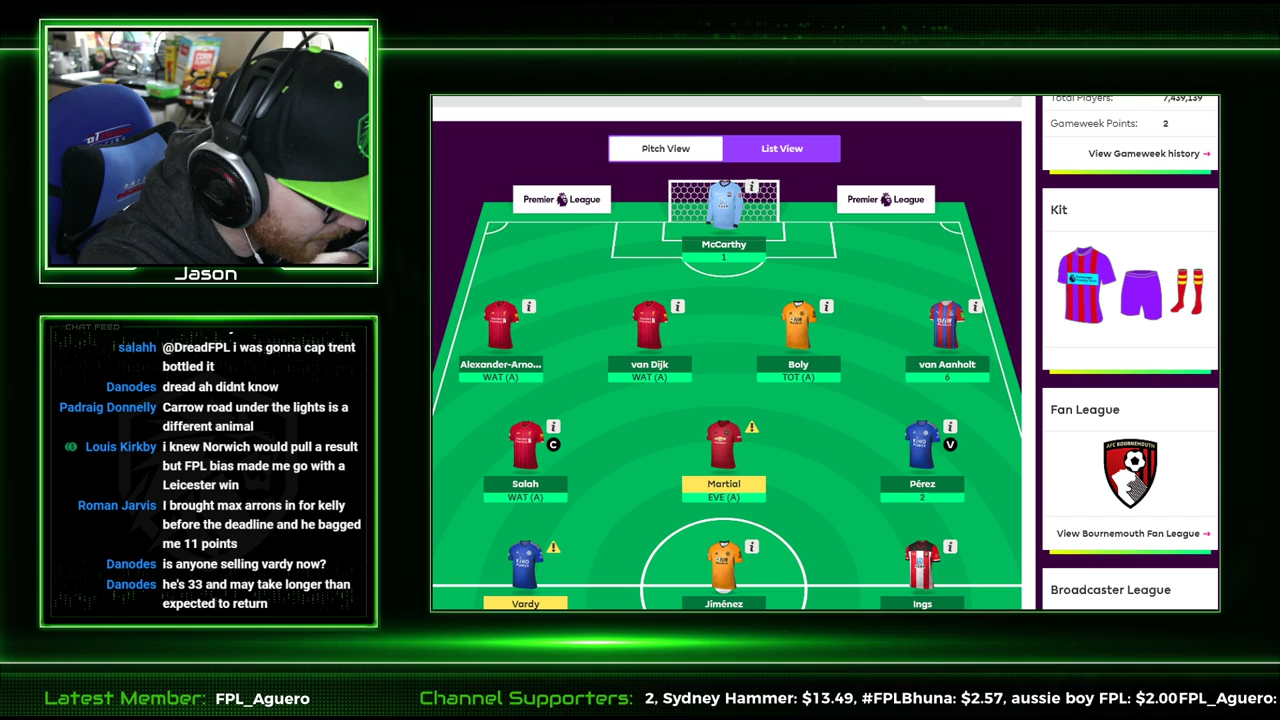 Jason
CHAT FEED
salahh @DreadFPL i was gonna cap trent
bottled it
Danodes dread ah didnt know
Padraig Donnelly Carrow road under the lights is a
different animal
Louis Kirkby i knew Norwich would pull a result
but FPL bias made me go with a
Leicester win
Roman Jarvis I brought max arrons in for kelly
before the deadline and he bagged
me 11 points
Danodes is anyone selling vardy now?
Danodes he's 33 and may take longer than
expected to return
Pitch View List View
Premier League Premier League
McCarthy
1
Alexander-Arno... van Dijk Boly van Aanholt
WAT (A) WAT (A) TOT (A) 6
C V
Salah Martial Pérez
WAT (A) EVE (A) 2
Vardy Jiménez Ings
Total Players: 7,439,139
Gameweek Points: 2
View Gameweek history →
Kit
Fan League
AFC BOURNEMOUTH
View Bournemouth Fan League →
Broadcaster League
Latest Member: FPL_Aguero
Channel Supporters: 2, Sydney Hammer: $13.49, #FPLBhuna: $2.57, aussie boy FPL: $2.00FPL_Aguero: